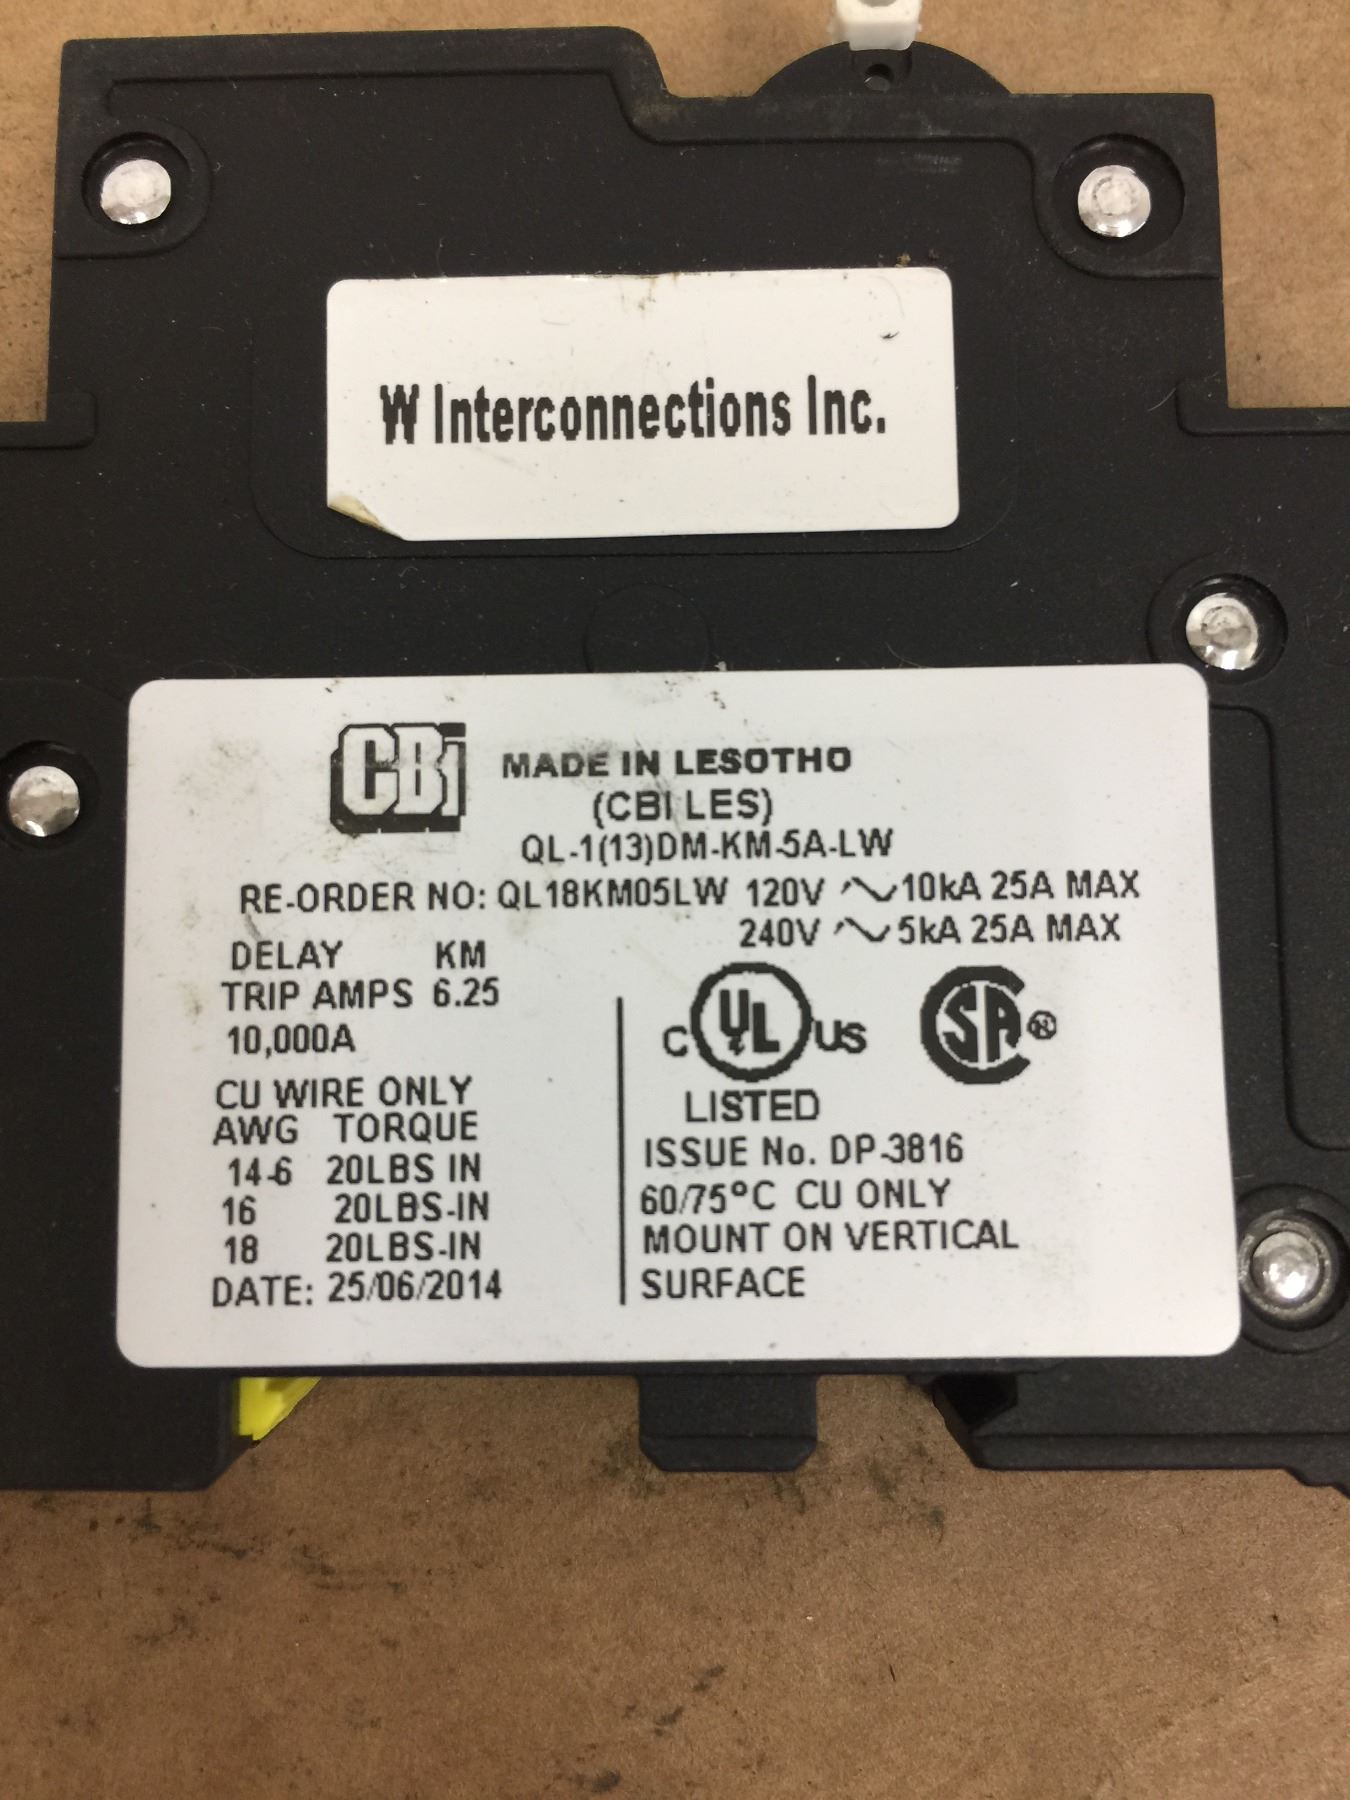 W Interconnections Inc.
CBi MADE IN LESOTHO
(CBI LES)
QL-1(13)DM-KM-5A-LW
RE-ORDER NO: QL18KM05LW 120V 10kA 25A MAX
240V 5kA 25A MAX
DELAY KM
TRIP AMPS 6.25
10,000A
CU WIRE ONLY
AWG TORQUE
14-6 20LBS IN
16 20LBS-IN
18 20LBS-IN
DATE: 25/06/2014
C UL US SA ®
LISTED
ISSUE No. DP-3816
60/75°C CU ONLY
MOUNT ON VERTICAL
SURFACE